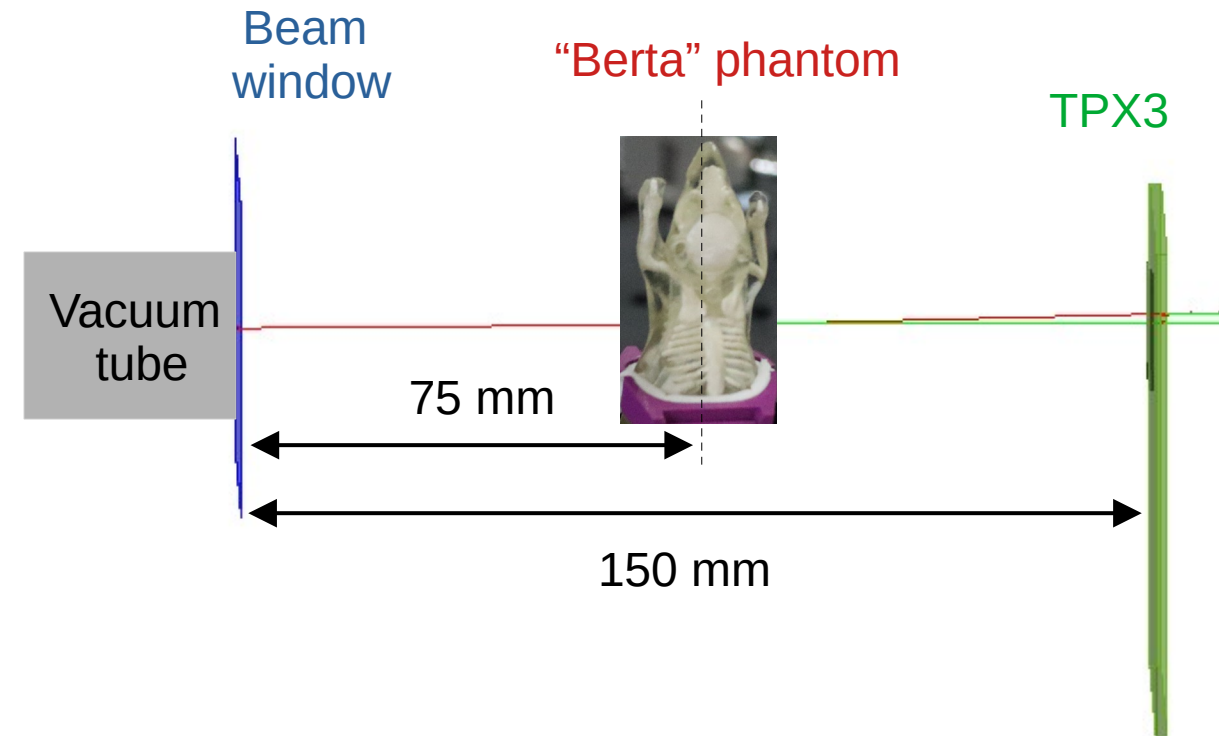 Beam
window
“Berta” phantom
TPX3
Vacuum
tube
75 mm
150 mm